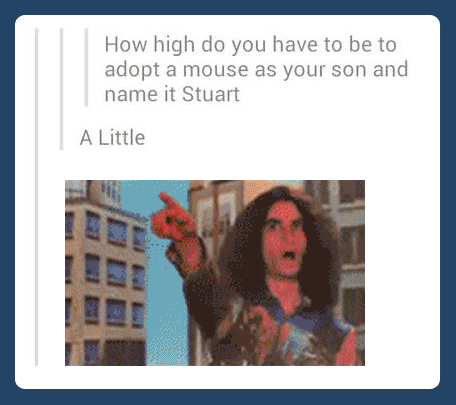 How high do you have to be to
adopt a mouse as your son and
name it Stuart
A Little